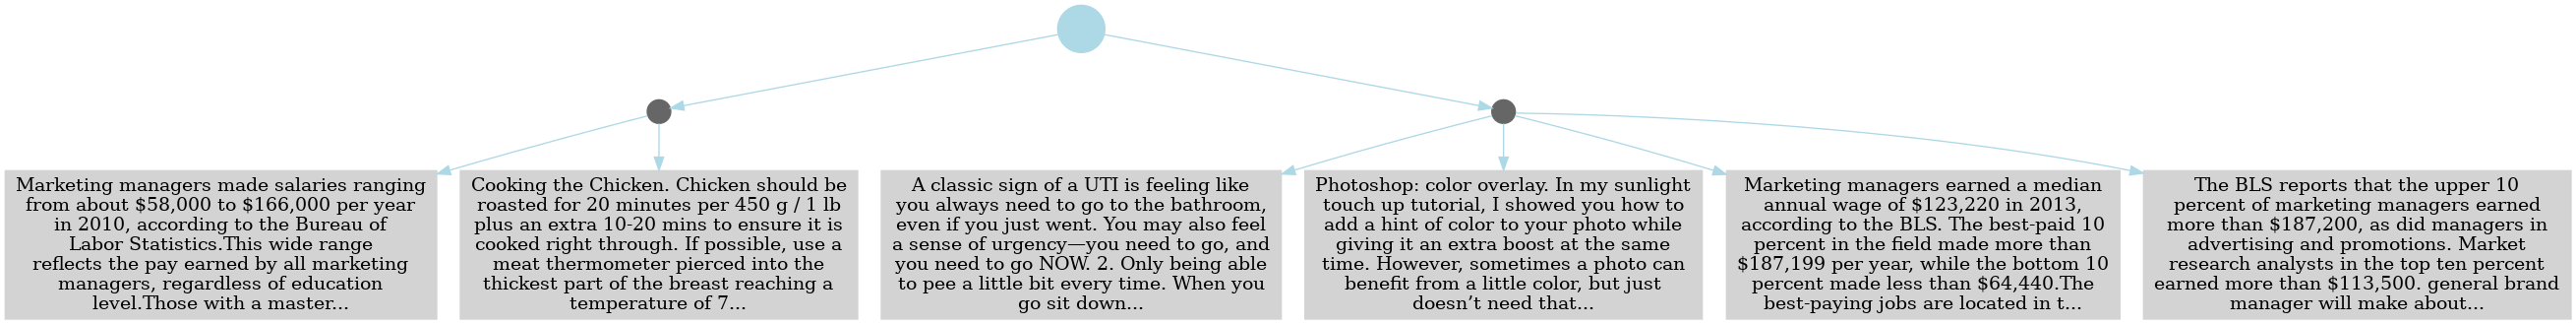 Marketing managers made salaries ranging
from about $58,000 to $166,000 per year
in 2010, according to the Bureau of
Labor Statistics.This wide range
reflects the pay earned by all marketing
managers, regardless of education
level.Those with a master...
Cooking the Chicken. Chicken should be
roasted for 20 minutes per 450 g / 1 lb
plus an extra 10-20 mins to ensure it is
cooked right through. If possible, use a
meat thermometer pierced into the
thickest part of the breast reaching a
temperature of 7...
A classic sign of a UTI is feeling like
you always need to go to the bathroom,
even if you just went. You may also feel
a sense of urgency—you need to go, and
you need to go NOW. 2. Only being able
to pee a little bit every time. When you
go sit down...
Photoshop: color overlay. In my sunlight
touch up tutorial, I showed you how to
add a hint of color to your photo while
giving it an extra boost at the same
time. However, sometimes a photo can
benefit from a little color, but just
doesn’t need that...
Marketing managers earned a median
annual wage of $123,220 in 2013,
according to the BLS. The best-paid 10
percent in the field made more than
$187,199 per year, while the bottom 10
percent made less than $64,440.The
best-paying jobs are located in t...
The BLS reports that the upper 10
percent of marketing managers earned
more than $187,200, as did managers in
advertising and promotions. Market
research analysts in the top ten percent
earned more than $113,500. general brand
manager will make about...